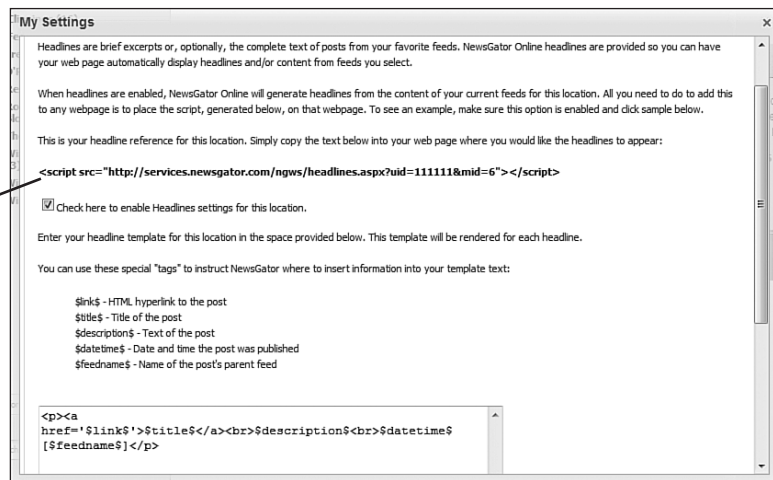 My Settings
Headlines are brief excerpts or, optionally, the complete text of posts from your favorite feeds. NewsGator Online headlines are provided so you can have
your web page automatically display headlines and/or content from feeds you select.
When headlines are enabled, NewsGator Online will generate headlines from the content of your current feeds for this location. All you need to do to add this
to any webpage is to place the script, generated below, on that webpage. To see an example, make sure this option is enabled and click sample below.
This is your headline reference for this location. Simply copy the text below into your web page where you would like the headlines to appear:
<script src="http://services.newsgator.com/ngws/headlines.aspx?uid=111111&mid=6"></script>
Check here to enable Headlines settings for this location.
Enter your headline template for this location in the space provided below. This template will be rendered for each headline.
You can use these special "tags" to instruct NewsGator where to insert information into your template text:
$link$ - HTML hyperlink to the post
$title$ - Title of the post
$description$ - Text of the post
$datetime$ - Date and time the post was published
$feedname$ - Name of the post's parent feed
<p><a
href='$link$'>$title$</a><br>$description$<br>$datetime$
[$feedname$]</p>